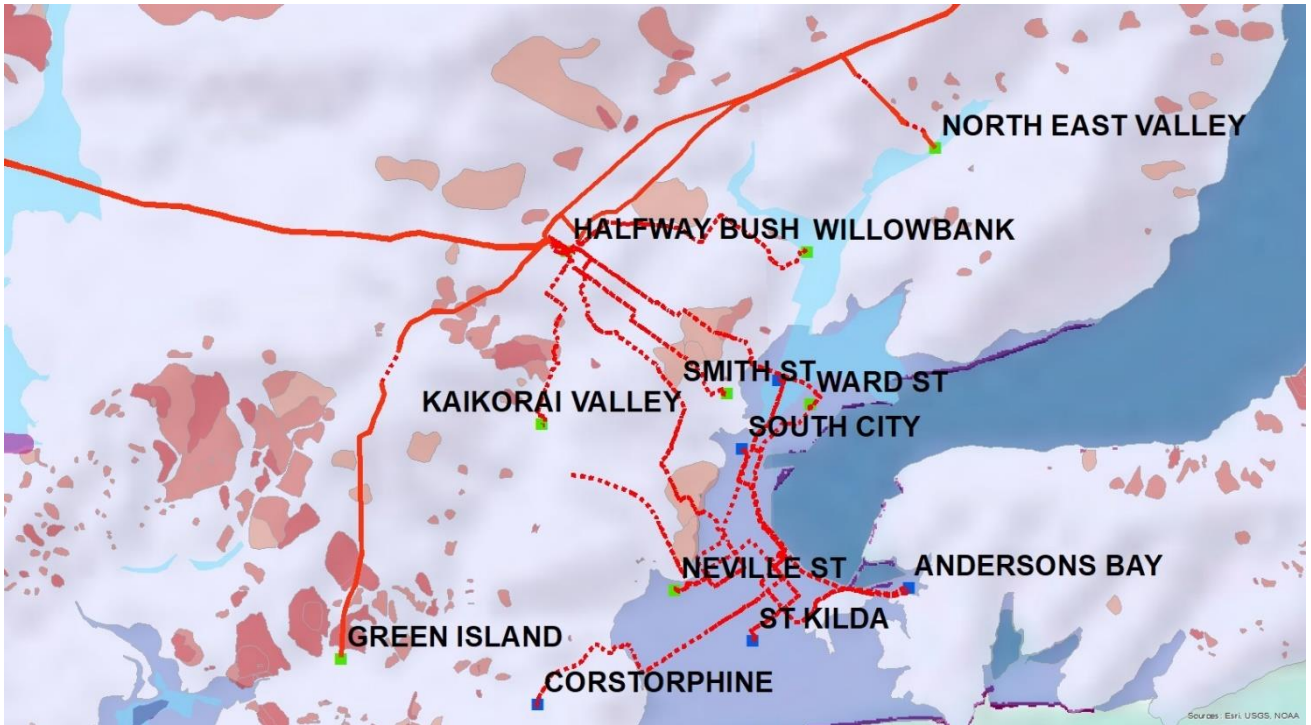 NORTH EAST VALLEY
HALFWAY BUSH
WILLOWBANK
SMITH ST
WARD ST
KAIKORAI VALLEY
SOUTH CITY
NEVILLE ST
ANDERSONS BAY
ST KILDA
GREEN ISLAND
CORSTORPHINE
Sources: Esri, USGS, NOAA